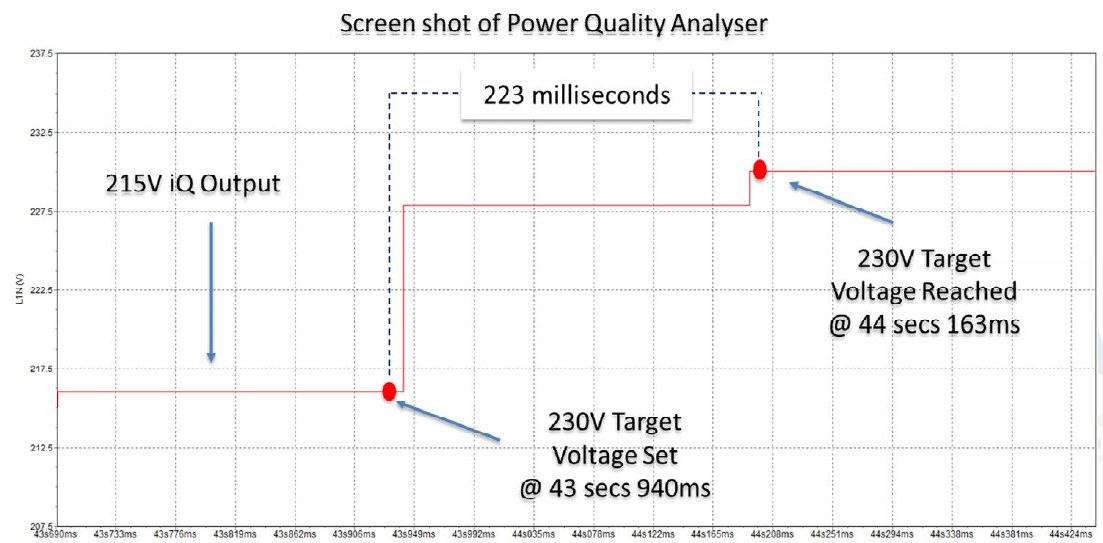 Screen shot of Power Quality Analyser
237.5
223 milliseconds
232.5
215V iQ Output
227.5
230V Target
Voltage Reached
@ 44 secs 163ms
222.5
L1N (V)
217.5
230V Target
Voltage Set
@ 43 secs 940ms
212.5
207.5
43s690ms 43s733ms 43s776ms 43s819ms 43s862ms 43s906ms 43s949ms 43s992ms 44s035ms 44s078ms 44s122ms 44s165ms 44s208ms 44s251ms 44s294ms 44s338ms 44s381ms 44s424ms